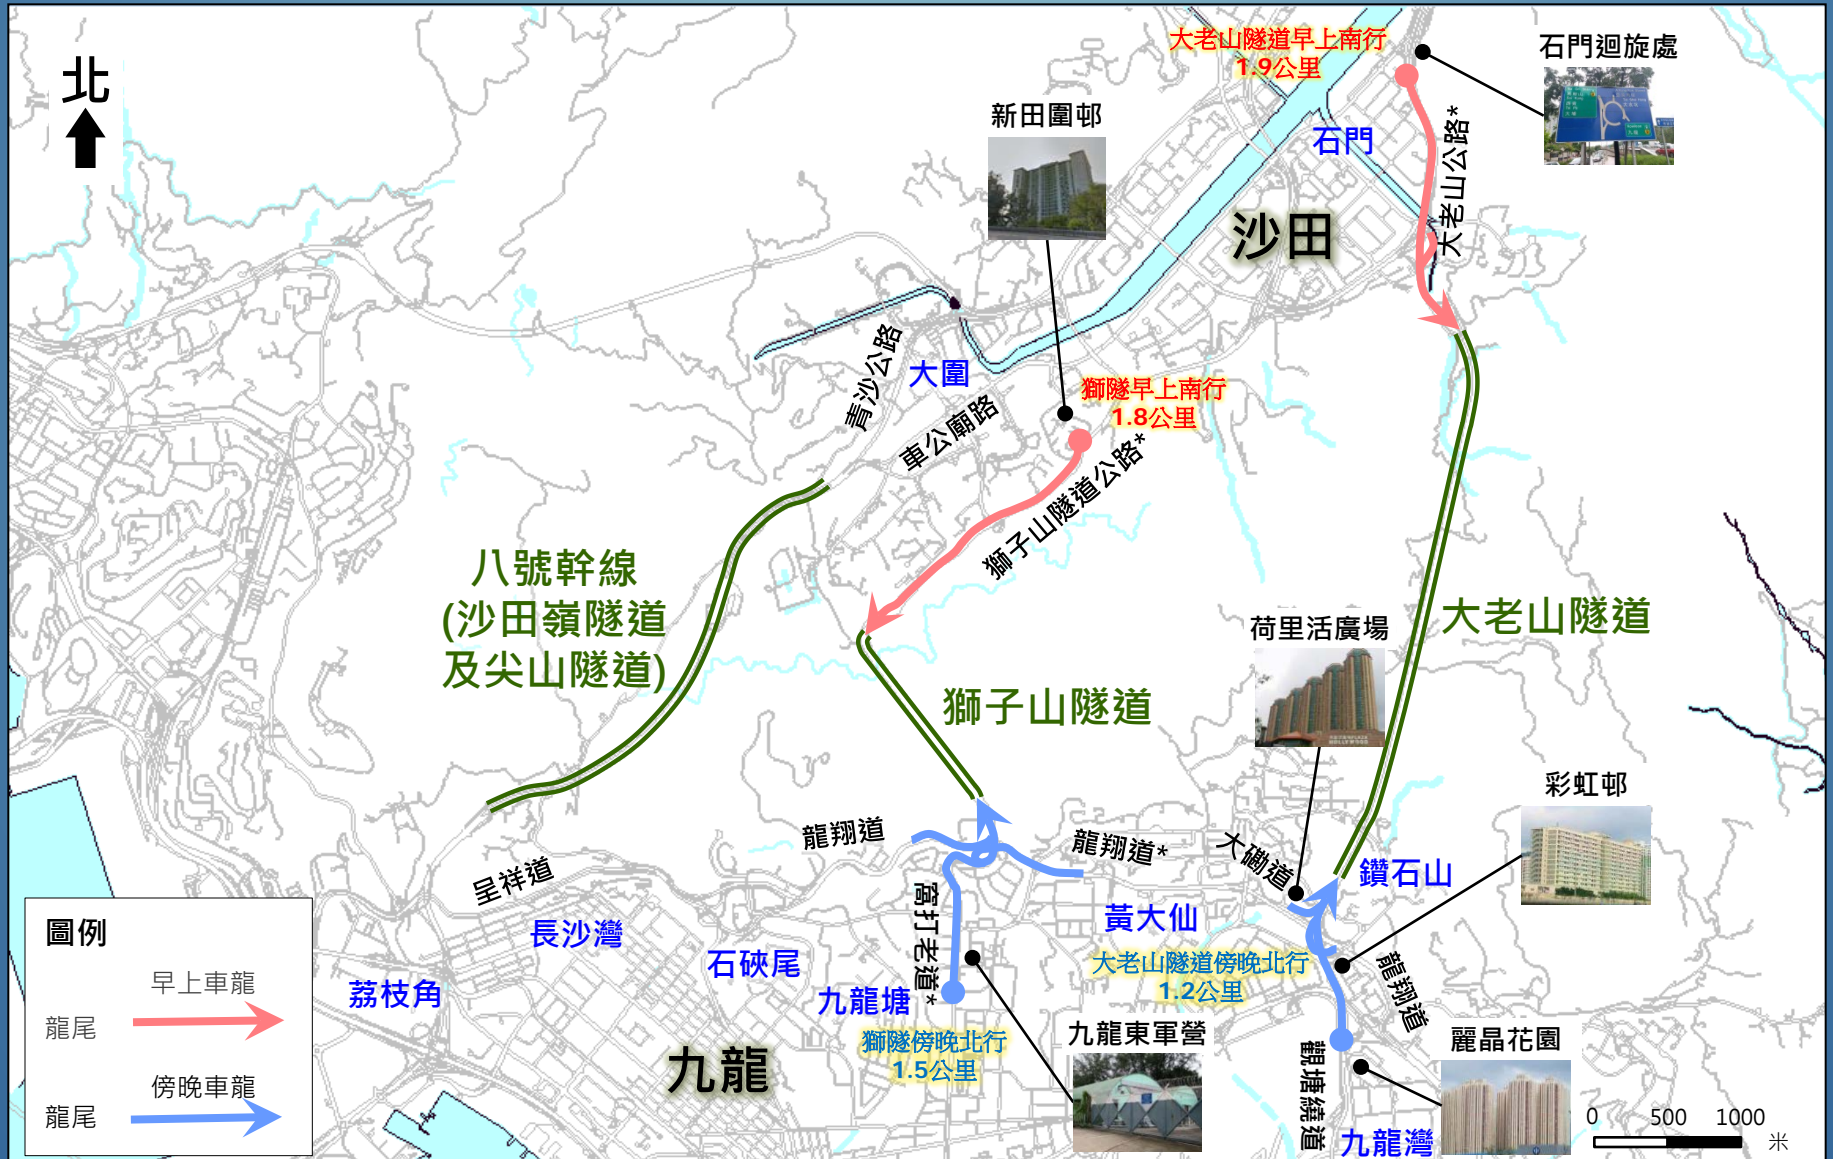 北
大老山隧道早上南行
1.9公里
石門迴旋處
新田圍邨
石門
大老山公路*
沙田
青沙公路
大圍
車公廟路
獅隧早上南行
1.8公里
獅子山隧道公路*
八號幹線
(沙田嶺隧道
及尖山隧道)
大老山隧道
荷里活廣場
獅子山隧道
彩虹邨
龍翔道
龍翔道*
大磡道
鑽石山
呈祥道
窩打老道*
黃大仙
長沙灣
石硤尾
大老山隧道傍晚北行
1.2公里
龍翔道
荔枝角
九龍塘
獅隧傍晚北行
1.5公里
九龍東軍營
麗晶花園
九龍
觀塘繞道
九龍灣
圖例
早上車龍
龍尾
傍晚車龍
龍尾
0 500 1000
米